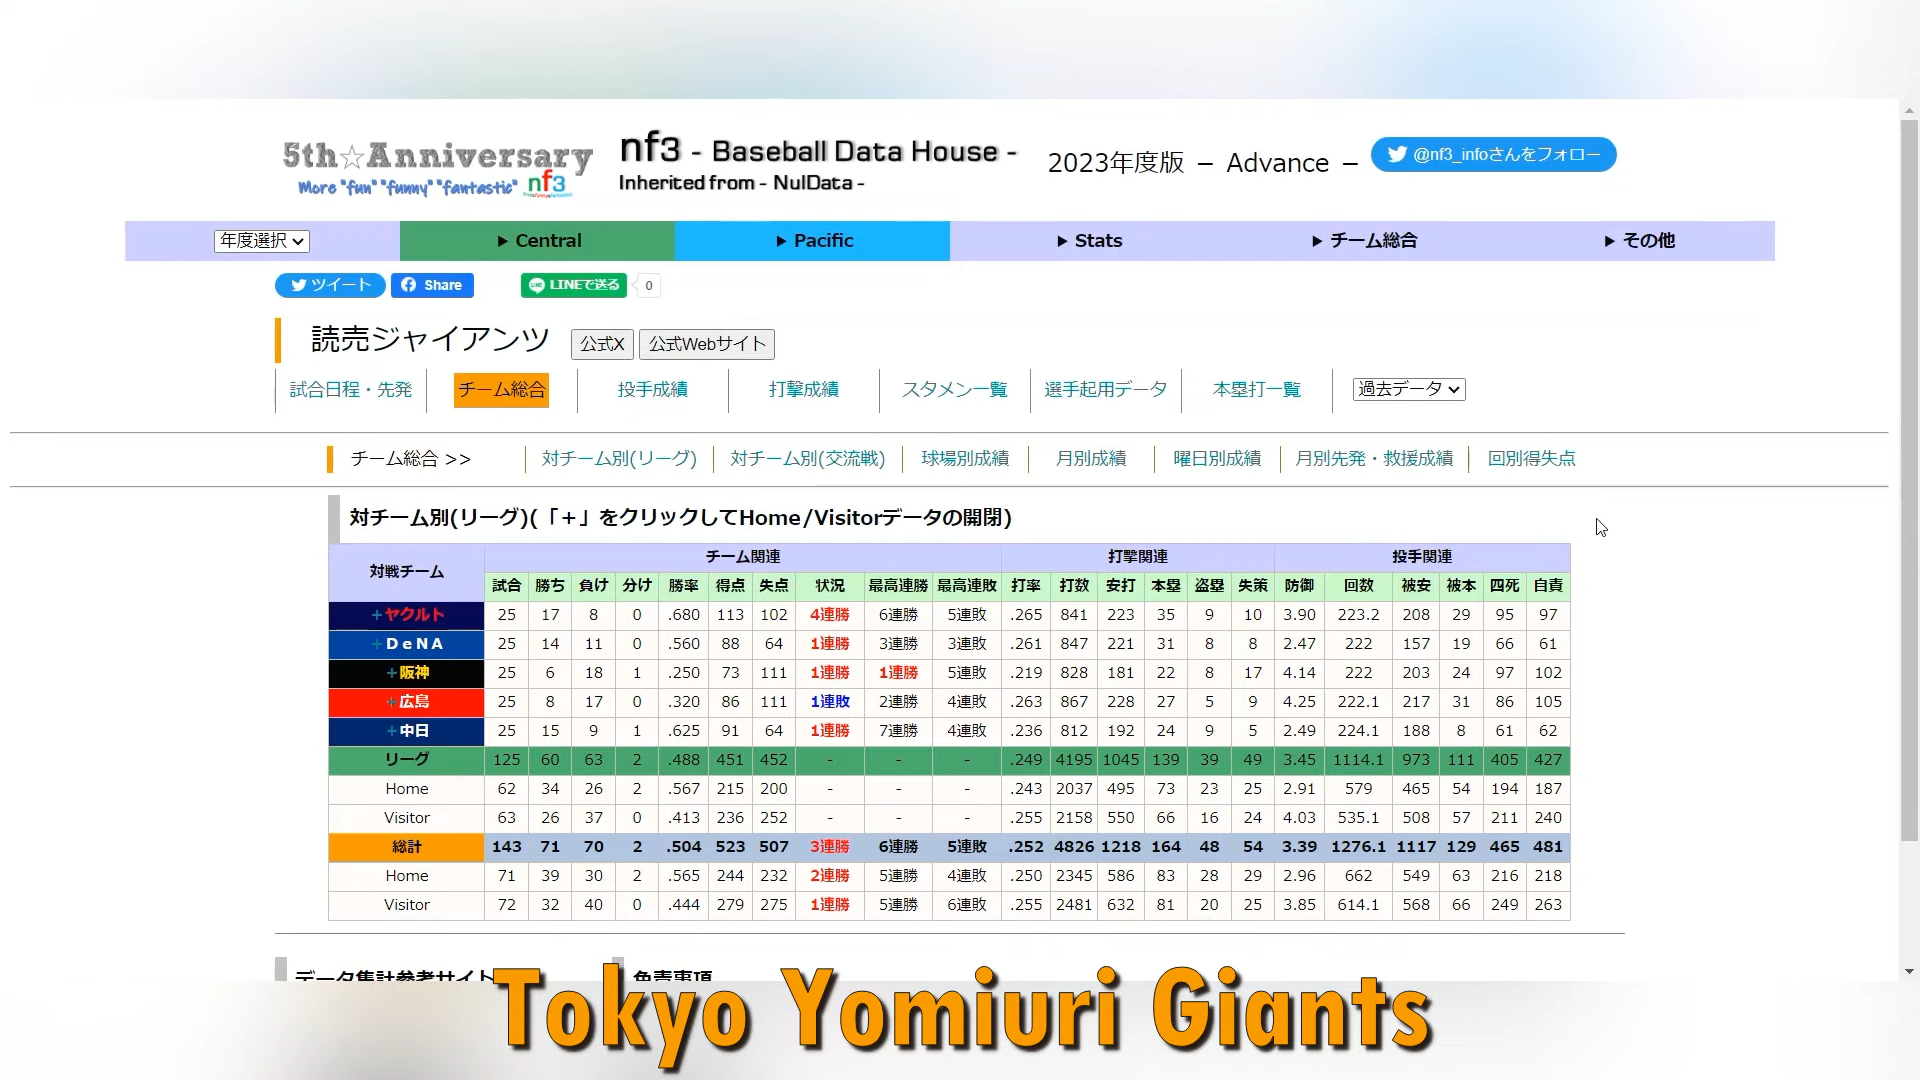 5th☆Anniversary
More "fun" "funny" "fantastic" nf3
nf3 - Baseball Data House -
Inherited from - NulData -
2023年度版 － Advance －
@nf3_infoさんをフォロー
年度選択
▶ Central
▶ Pacific
▶ Stats
▶ チーム総合
▶ その他
ツイート
Share
LINEで送る
0
読売ジャイアンツ 公式X 公式Webサイト
試合日程・先発 チーム総合 投手成績 打撃成績 スタメン一覧 選手起用データ 本塁打一覧 過去データ
チーム総合 >> 対チーム別(リーグ) 対チーム別(交流戦) 球場別成績 月別成績 曜日別成績 月別先発・救援成績 回別得失点
対チーム別(リーグ)(「＋」をクリックしてHome/Visitorデータの開閉)
対戦チーム チーム関連 打撃関連 投手関連
試合 勝ち 負け 分け 勝率 得点 失点 状況 最高連勝 最高連敗 打率 打数 安打 本塁 盗塁 失策 防御 回数 被安 被本 四死 自責
＋ヤクルト 25 17 8 0 .680 113 102 4連勝 6連勝 5連敗 .265 841 223 35 9 10 3.90 223.2 208 29 95 97
＋ＤｅＮＡ 25 14 11 0 .560 88 64 1連勝 3連勝 3連敗 .261 847 221 31 8 8 2.47 222 157 19 66 61
＋阪神 25 6 18 1 .250 73 111 1連勝 1連勝 5連敗 .219 828 181 22 8 17 4.14 222 203 24 97 102
＋広島 25 8 17 0 .320 86 111 1連敗 2連勝 4連敗 .263 867 228 27 5 9 4.25 222.1 217 31 86 105
＋中日 25 15 9 1 .625 91 64 1連勝 7連勝 4連敗 .236 812 192 24 9 5 2.49 224.1 188 8 61 62
リーグ 125 60 63 2 .488 451 452 - - - .249 4195 1045 139 39 49 3.45 1114.1 973 111 405 427
Home 62 34 26 2 .567 215 200 - - - .243 2037 495 73 23 25 2.91 579 465 54 194 187
Visitor 63 26 37 0 .413 236 252 - - - .255 2158 550 66 16 24 4.03 535.1 508 57 211 240
総計 143 71 70 2 .504 523 507 3連勝 6連勝 5連敗 .252 4826 1218 164 48 54 3.39 1276.1 1117 129 465 481
Home 71 39 30 2 .565 244 232 2連勝 5連勝 4連敗 .250 2345 586 83 28 29 2.96 662 549 63 216 218
Visitor 72 32 40 0 .444 279 275 1連勝 5連勝 6連敗 .255 2481 632 81 20 25 3.85 614.1 568 66 249 263
データ集計参考サイト 免責事項
Tokyo Yomiuri Giants